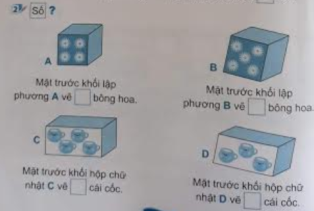 2 Số ?
A
Mặt trước khối lập
phương A vẽ bông hoa.
B
Mặt trước khối lập
phương B vẽ bông hoa.
C
Mặt trước khối hộp chữ
nhật C vẽ cái cốc.
D
Mặt trước khối hộp chữ
nhật D vẽ cái cốc.